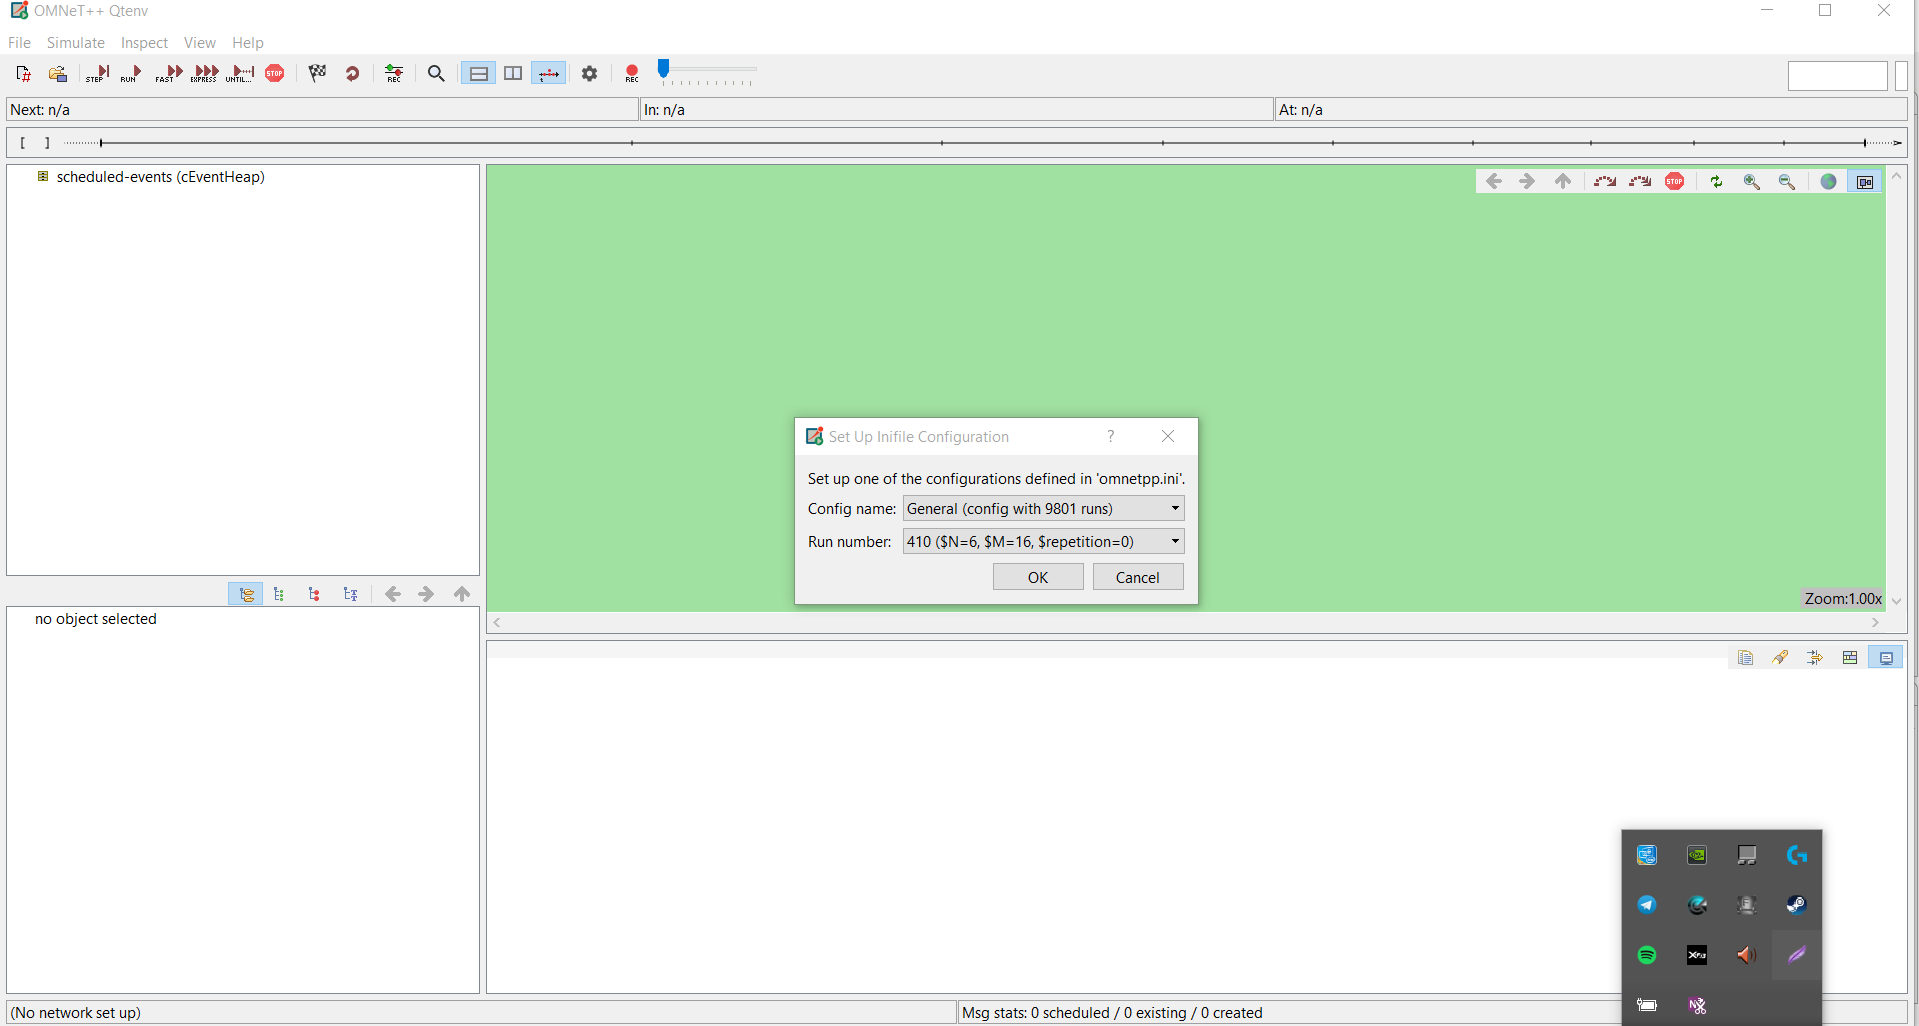 OMNeT++ Qtenv
File Simulate Inspect View Help
STEP RUN FAST EXPRESS UNTIL... STOP REC REC
Next: n/a In: n/a At: n/a
[ ]
scheduled-events (cEventHeap)
STOP
Set Up Inifile Configuration ?
Set up one of the configurations defined in 'omnetpp.ini'.
Config name: General (config with 9801 runs)
Run number: 410 ($N=6, $M=16, $repetition=0)
OK Cancel
Zoom:1.00x
no object selected
(No network set up) Msg stats: 0 scheduled / 0 existing / 0 created